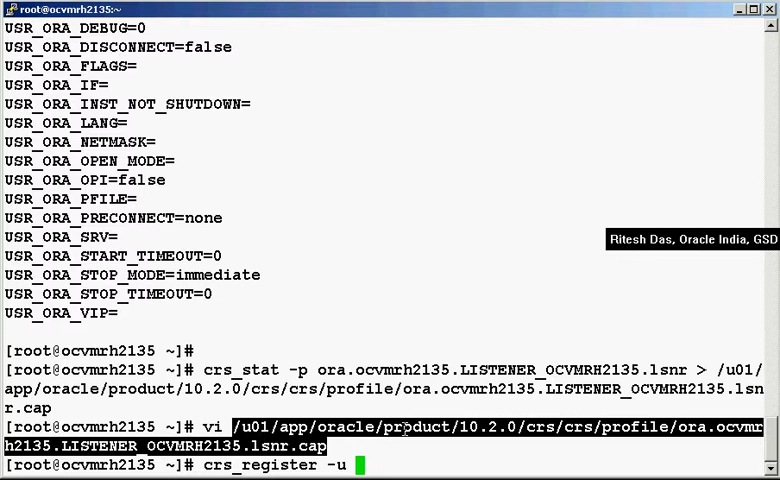 root@ocvmrh2135:~
USR_ORA_DEBUG=0
USR_ORA_DISCONNECT=false
USR_ORA_FLAGS=
USR_ORA_IF=
USR_ORA_INST_NOT_SHUTDOWN=
USR_ORA_LANG=
USR_ORA_NETMASK=
USR_ORA_OPEN_MODE=
USR_ORA_OPI=false
USR_ORA_PFILE=
USR_ORA_PRECONNECT=none
USR_ORA_SRV=
Ritesh Das, Oracle India, GSD
USR_ORA_START_TIMEOUT=0
USR_ORA_STOP_MODE=immediate
USR_ORA_STOP_TIMEOUT=0
USR_ORA_VIP=
[root@ocvmrh2135 ~]#
[root@ocvmrh2135 ~]# crs_stat -p ora.ocvmrh2135.LISTENER_OCVMRH2135.lsnr > /u01/
app/oracle/product/10.2.0/crs/crs/profile/ora.ocvmrh2135.LISTENER_OCVMRH2135.lsn
r.cap
[root@ocvmrh2135 ~]# vi /u01/app/oracle/product/10.2.0/crs/crs/profile/ora.ocvmr
h2135.LISTENER_OCVMRH2135.lsnr.cap
[root@ocvmrh2135 ~]# crs_register -u